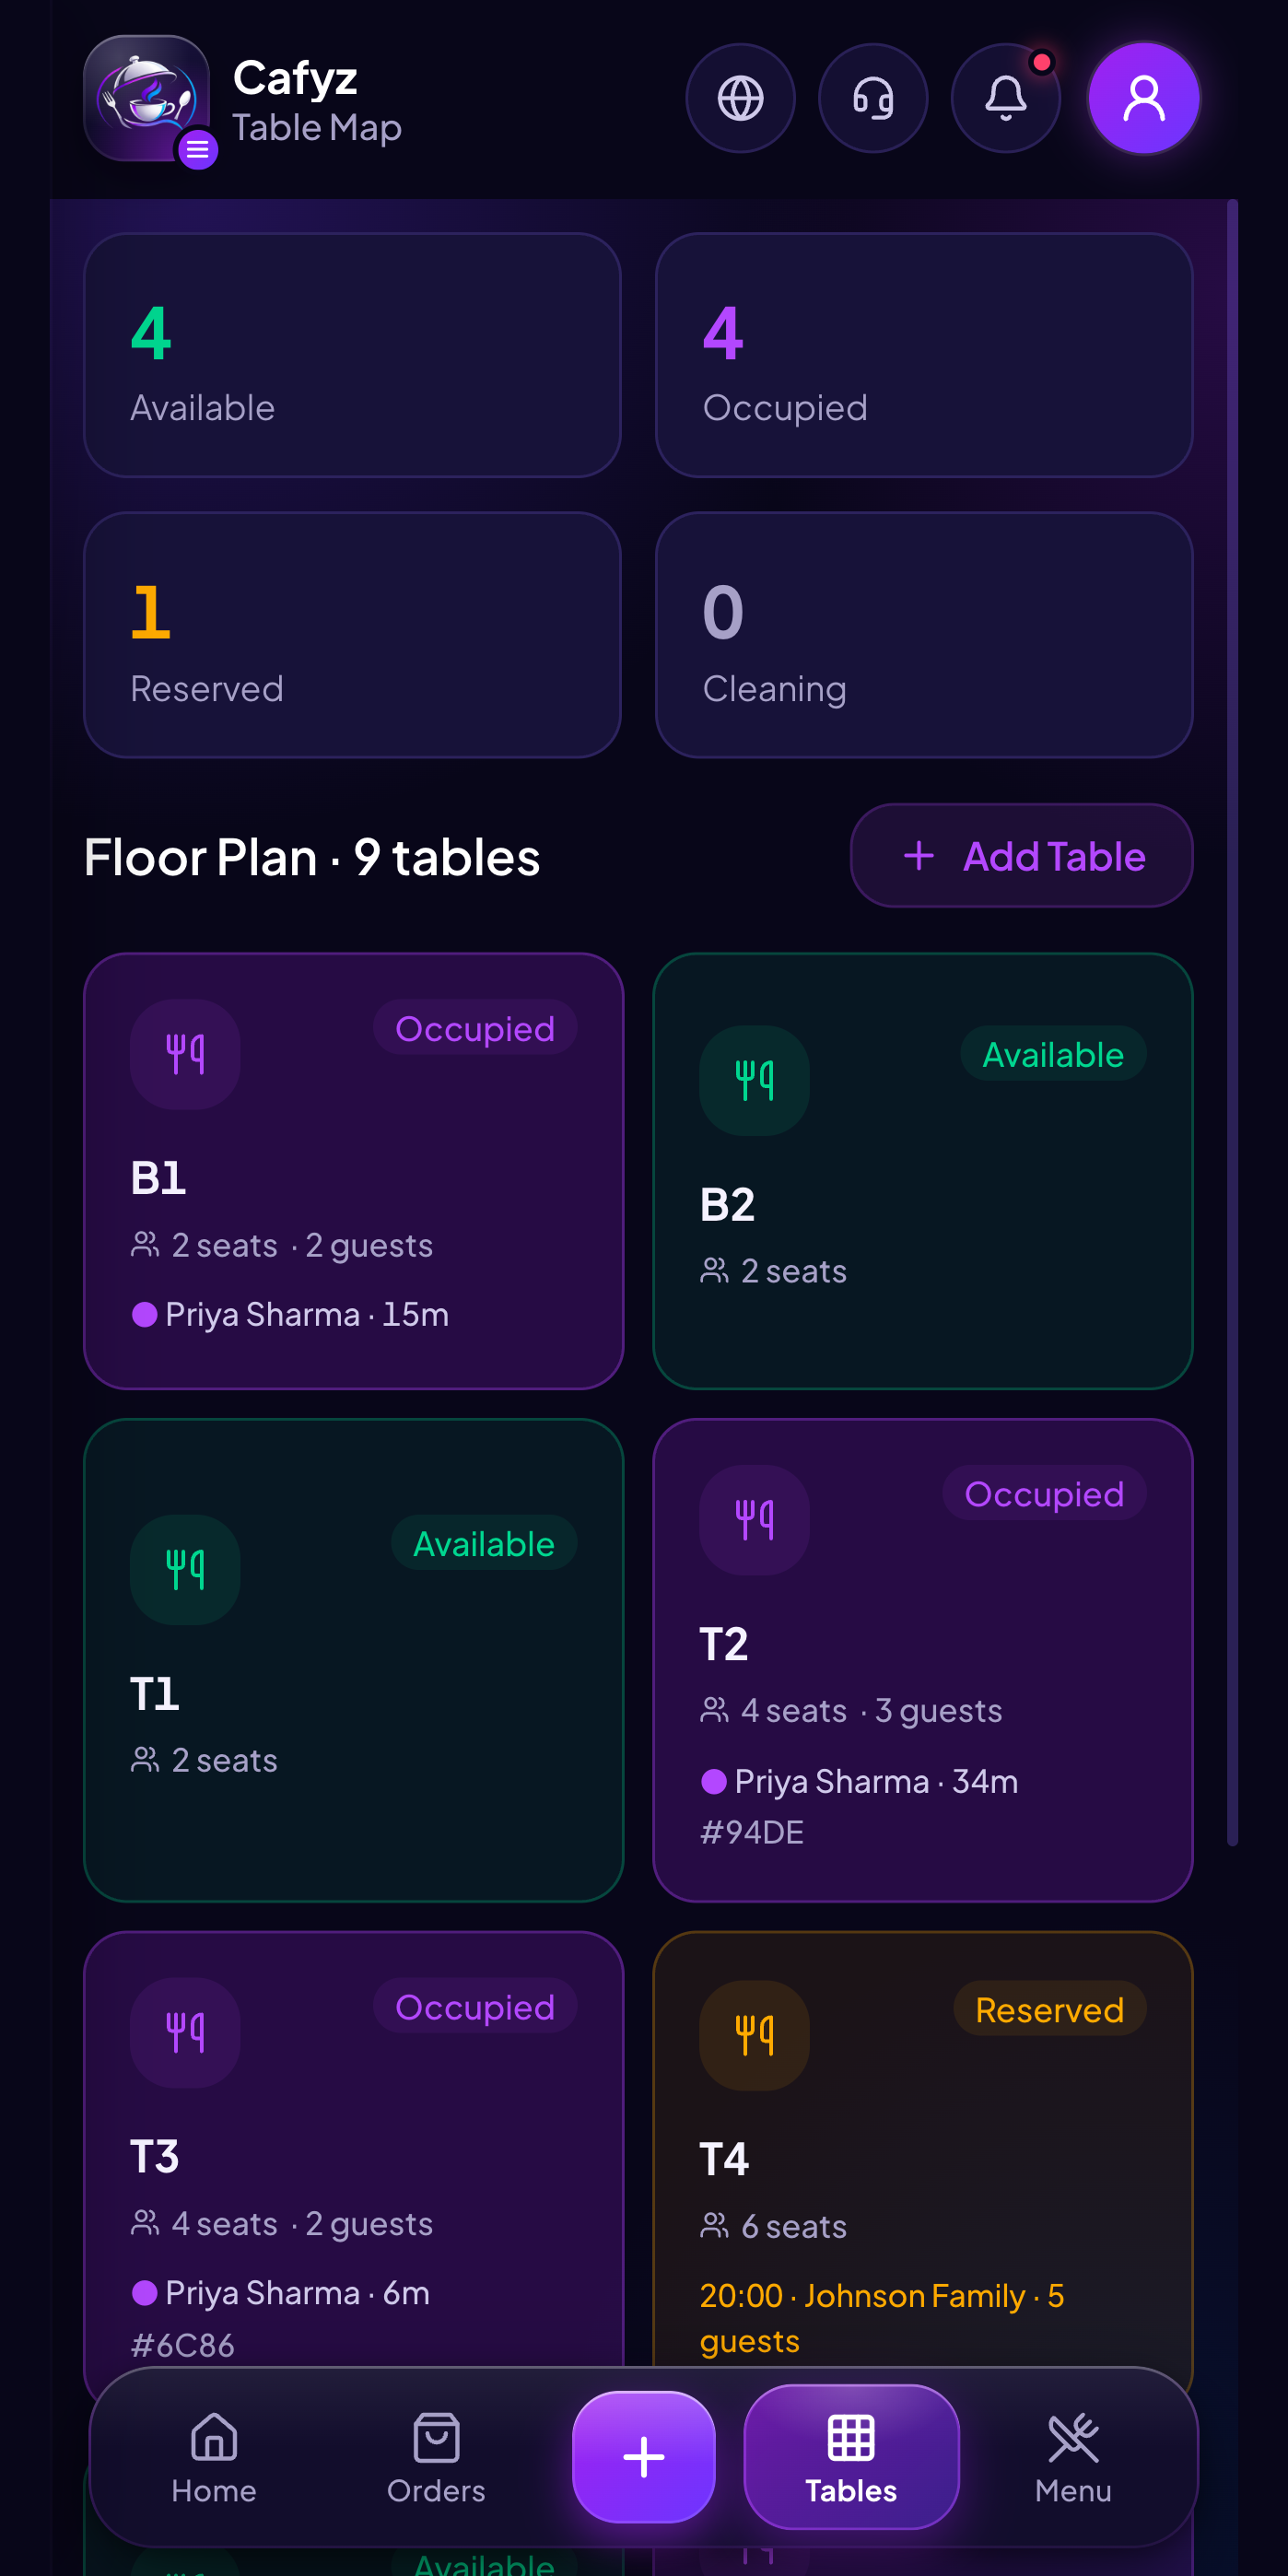 Cafyz
Table Map
4
Available
4
Occupied
1
Reserved
0
Cleaning
Floor Plan · 9 tables
Add Table
Occupied
B1
2 seats · 2 guests
Priya Sharma · 15m
Available
B2
2 seats
Available
T1
2 seats
Occupied
T2
4 seats · 3 guests
Priya Sharma · 34m
#94DE
Occupied
T3
4 seats · 2 guests
Priya Sharma · 6m
#6C86
Reserved
T4
6 seats
20:00 · Johnson Family · 5
guests
Home
Orders
Tables
Menu
Available